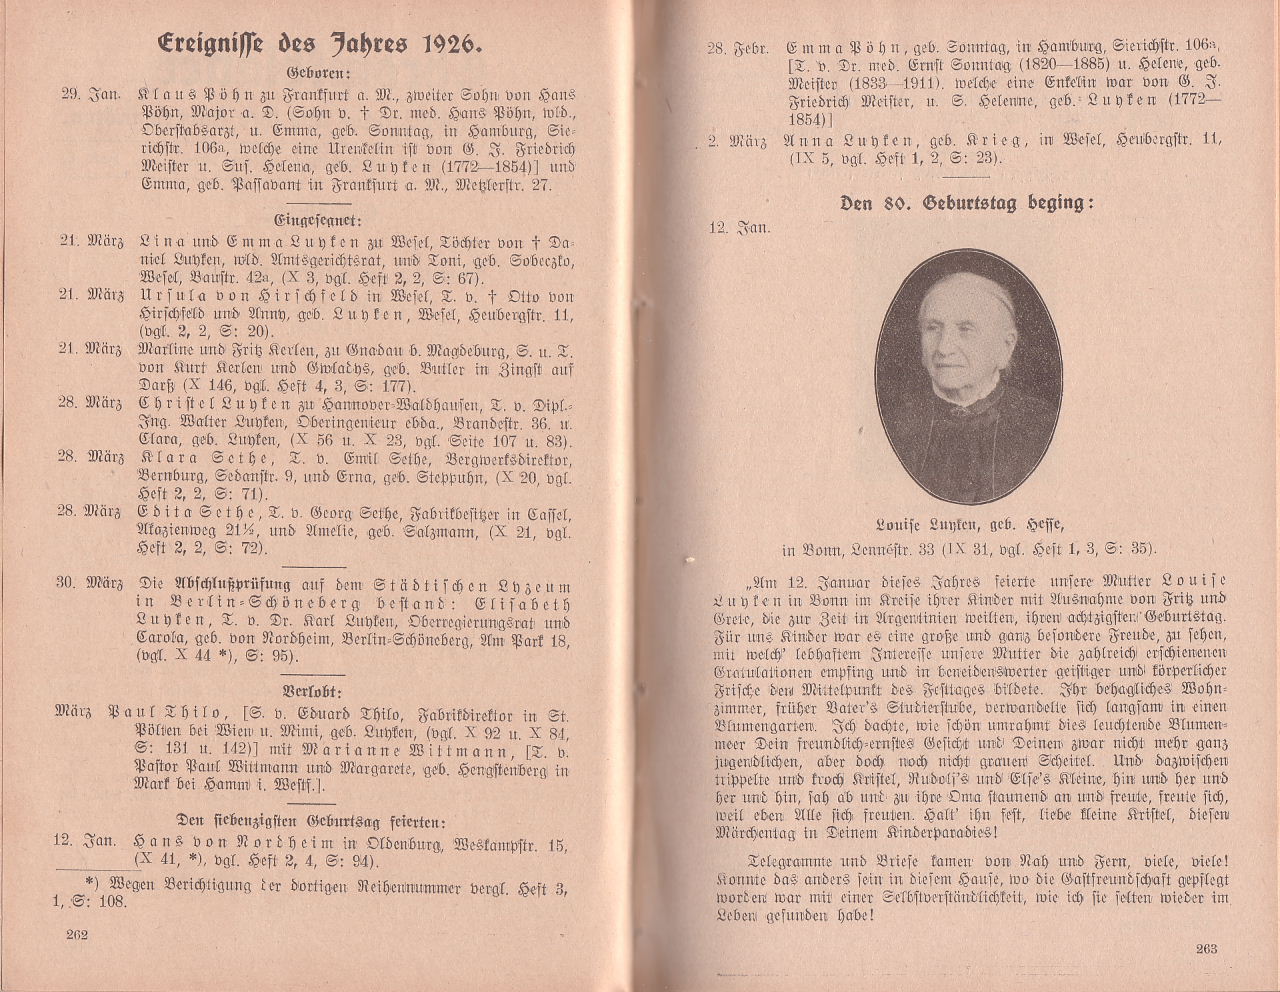 Ereignisse des Jahres 1926.
Geboren:
29. Jan. Klaus Pöhn zu Frankfurt a. M., zweiter Sohn von Hans
Pöhn, Major a. D. (Sohn v. † Dr. med. Hans Pöhn, wld.,
Oberstabsarzt, u. Emma, geb. Sonntag, in Hamburg, Sie-
richstr. 106a, welche eine Urenkelin ist von G. J. Friedrich
Meister u. Sus. Helena, geb. Luyken (1772—1854)] und
Emma, geb. Passavant in Frankfurt a. M., Metzlerstr. 27.
Eingesegnet:
21. März Lina und Emma Luyken zu Wesel, Töchter von † Da-
niel Luyken, wld. Amtsgerichtsrat, und Toni, geb. Sobeczko,
Wesel, Baustr. 42a, (X 3, vgl. Heft 2, 2, S: 67).
21. März Ursula von Hirschfeld in Wesel, T. v. † Otto von
Hirschfeld und Anny, geb. Luyken, Wesel, Heubergstr. 11,
(vgl. 2, 2, S: 20).
21. März Marline und Fritz Kerlen, zu Gnadau b. Magdeburg, S. u. T.
von Kurt Kerlen und Gwladys, geb. Butler in Zingst auf
Darß (X 146, vgl. Heft 4, 3, S: 177).
28. März Christel Luyken zu Hannover-Waldhausen, T. v. Dipl.-
Ing. Walter Luyken, Oberingenieur ebda., Brandestr. 36. u.
Clara, geb. Luyken, (X 56 u. X 23, vgl. Seite 107 u. 83).
28. März Klara Sethe, T. v. Emil Sethe, Bergwerksdirektor,
Bernburg, Sedanstr. 9, und Erna, geb. Steppuhn, (X 20, vgl.
Heft 2, 2, S: 71).
28. März Edita Sethe, T. v. Georg Sethe, Fabrikbesitzer in Cassel,
Akazienweg 21½, und Amelie, geb. Salzmann, (X 21, vgl.
Heft 2, 2, S: 72).
30. März Die Abschlußprüfung auf dem Städtischen Lyzeum
in Berlin-Schöneberg bestand: Elisabeth
Luyken, T. v. Dr. Karl Luyken, Oberregierungsrat und
Carola, geb. von Nordheim, Berlin-Schöneberg, Am Park 18,
(vgl. X 44 *), S: 95).
Verlobt:
März Paul Thilo, [S. v. Eduard Thilo, Fabrikdirektor in St.
Pölten bei Wien u. Mimi, geb. Luyken, (vgl. X 92 u. X 84,
S: 131 u. 142)] mit Marianne Wittmann, [T. v.
Pastor Paul Wittmann und Margarete, geb. Hengstenberg in
Mark bei Hamm i. Westf.].
Den siebenzigsten Geburtsag feierten:
12. Jan. Hans von Nordheim in Oldenburg, Weskampstr. 15,
(X 41, *), vgl. Heft 2, 4, S: 94).
*) Wegen Berichtigung der dortigen Reihennummer vergl. Heft 3,
1, S: 108.
262
28. Febr. Emma Pöhn, geb. Sonntag, in Hamburg, Sierichstr. 106a,
[T. v. Dr. med. Ernst Sonntag (1820—1885) u. Helene, geb.
Meister (1833—1911). welche eine Enkelin war von G. J.
Friedrich Meister, u. S. Helenne, geb. Luyken (1772—
1854)]
2. März Anna Luyken, geb. Krieg, in Wesel, Heubergstr. 11,
(IX 5, vgl. Heft 1, 2, S: 23).
Den 80. Geburtstag beging:
12. Jan.
Louise Luyken, geb. Hesse,
in Bonn, Lennéstr. 33 (IX 31, vgl. Heft 1, 3, S: 35).
„Am 12. Januar dieses Jahres feierte unsere Mutter Louise
Luyken in Bonn im Kreise ihrer Kinder mit Ausnahme von Fritz und
Grete, die zur Zeit in Argentinien weilten, ihren achtzigsten Geburtstag.
Für uns Kinder war es eine große und ganz besondere Freude, zu sehen,
mit welch' lebhaftem Interesse unsere Mutter die zahlreich erschienenen
Gratulationen empfing und in beneidenswerter geistiger und körperlicher
Frische den Mittelpunkt des Festtages bildete. Ihr behagliches Wohn-
zimmer, früher Vater's Studierstube, verwandelte sich langsam in einen
Blumengarten. Ich dachte, wie schön umrahmt dies leuchtende Blumen-
meer Dein freundlich-ernstes Gesicht und Deinen zwar nicht mehr ganz
jugendlichen, aber doch noch nicht grauen Scheitel. Und dazwischen
trippelte und kroch Kristel, Rudolf's und Else's Kleine, hin und her und
her und hin, sah ab und zu ihre Oma staunend an und freute, freute sich,
weil eben Alle sich freuten. Halt' ihn fest, liebe kleine Kristel, diesen
Märchentag in Deinem Kinderparadies!
Telegramme und Briefe kamen von Nah und Fern, viele, viele!
Konnte das anders sein in diesem Hause, wo die Gastfreundschaft gepflegt
worden war mit einer Selbstverständlichkeit, wie ich sie selten wieder im
Leben gefunden habe!
263